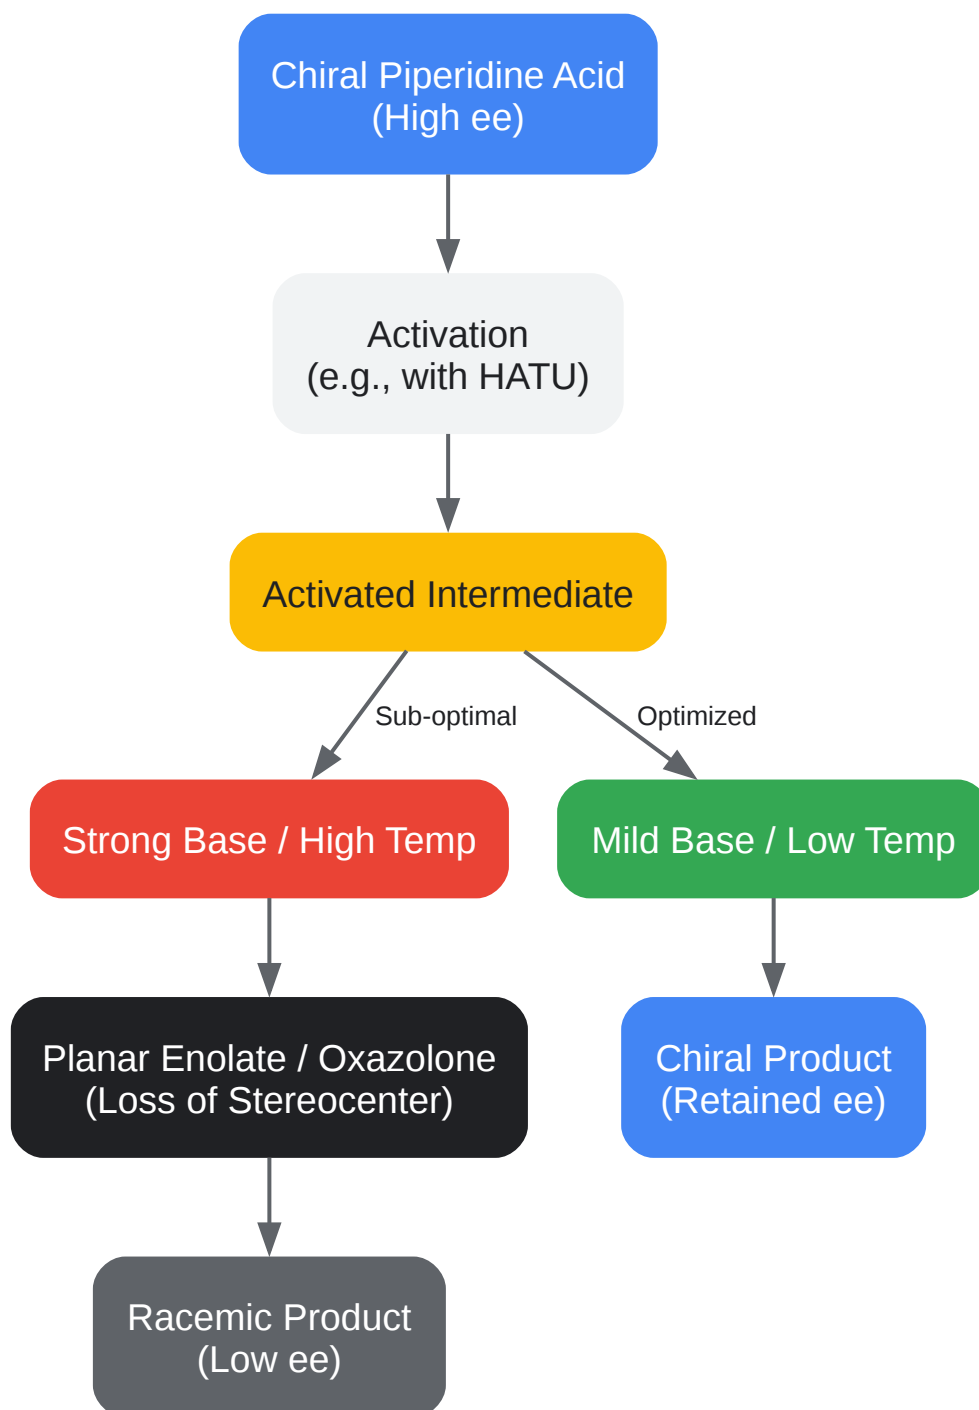 Chiral Piperidine Acid
(High ee)
Activation
(e.g., with HATU)
Activated Intermediate
Sub-optimal
Optimized
Strong Base / High Temp
Mild Base / Low Temp
Planar Enolate / Oxazolone
(Loss of Stereocenter)
Chiral Product
(Retained ee)
Racemic Product
(Low ee)